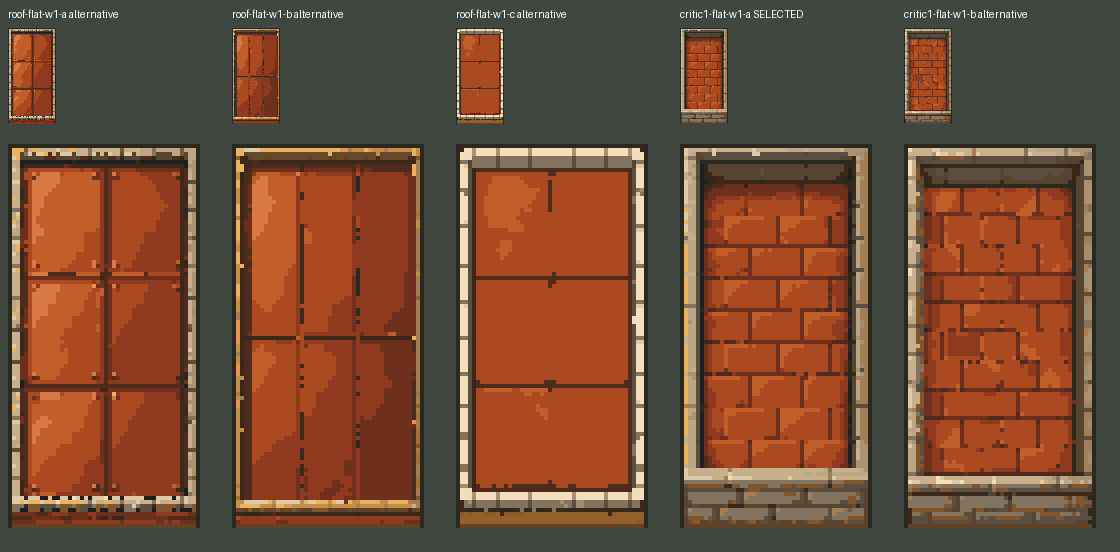 roof-flat-w1-a alternative
roof-flat-w1-b alternative
roof-flat-w1-c alternative
critic1-flat-w1-a SELECTED
critic1-flat-w1-b alternative